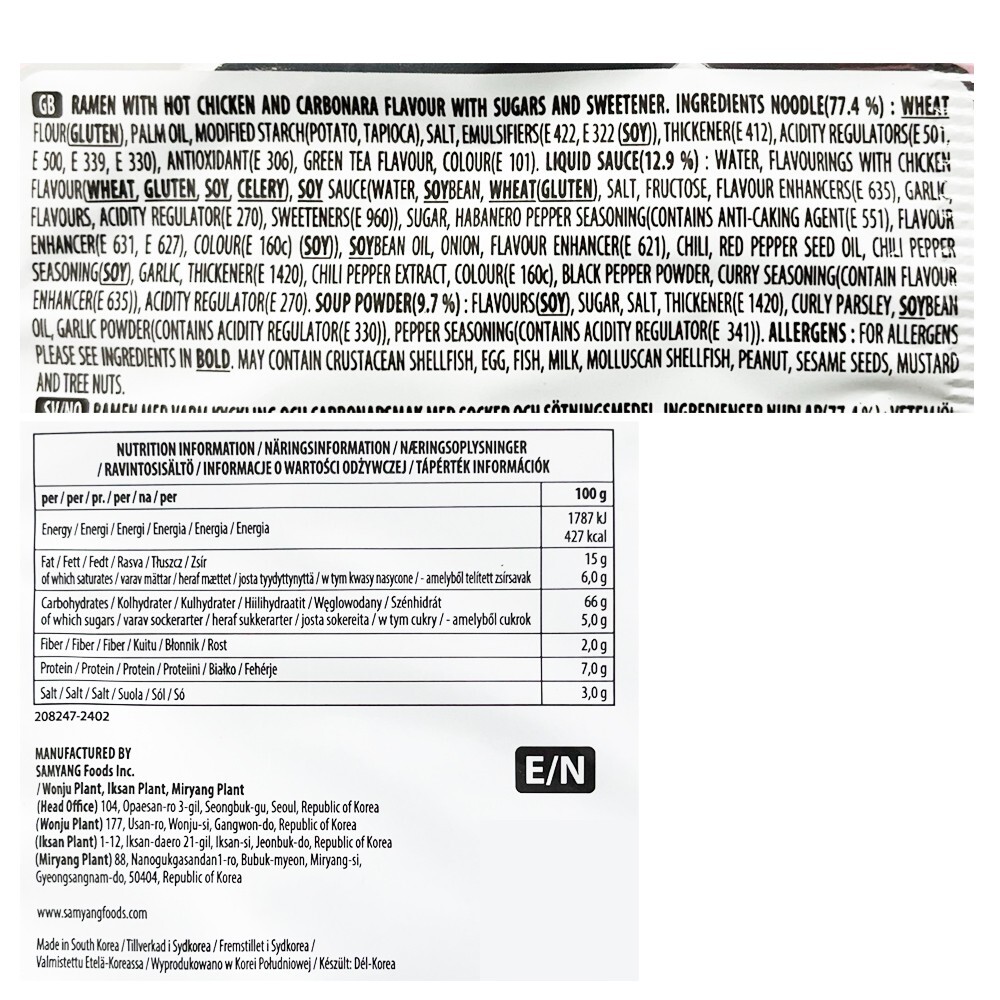 GB RAMEN WITH HOT CHICKEN AND CARBONARA FLAVOUR WITH SUGARS AND SWEETENER. INGREDIENTS NOODLE(77.4 %) : WHEAT
FLOUR(GLUTEN), PALM OIL, MODIFIED STARCH(POTATO, TAPIOCA), SALT, EMULSIFIERS(E 422, E 322 (SOY)), THICKENER(E 412), ACIDITY REGULATORS(E 501,
E 500, E 339, E 330), ANTIOXIDANT(E 306), GREEN TEA FLAVOUR, COLOUR(E 101). LIQUID SAUCE(12.9 %) : WATER, FLAVOURINGS WITH CHICKEN
FLAVOUR(WHEAT, GLUTEN, SOY, CELERY), SOY SAUCE(WATER, SOYBEAN, WHEAT(GLUTEN), SALT, FRUCTOSE, FLAVOUR ENHANCERS(E 635), GARLIC,
FLAVOURS, ACIDITY REGULATOR(E 270), SWEETENERS(E 960)), SUGAR, HABANERO PEPPER SEASONING(CONTAINS ANTI-CAKING AGENT(E 551), FLAVOUR
ENHANCER(E 631, E 627), COLOUR(E 160c) (SOY)), SOYBEAN OIL, ONION, FLAVOUR ENHANCER(E 621), CHILI, RED PEPPER SEED OIL, CHILI PEPPER
SEASONING(SOY), GARLIC, THICKENER(E 1420), CHILI PEPPER EXTRACT, COLOUR(E 160c), BLACK PEPPER POWDER, CURRY SEASONING(CONTAIN FLAVOUR
ENHANCER(E 635)), ACIDITY REGULATOR(E 270). SOUP POWDER(9.7 %) : FLAVOURS(SOY), SUGAR, SALT, THICKENER(E 1420), CURLY PARSLEY, SOYBEAN
OIL, GARLIC POWDER(CONTAINS ACIDITY REGULATOR(E 330)), PEPPER SEASONING(CONTAINS ACIDITY REGULATOR(E 341)). ALLERGENS : FOR ALLERGENS
PLEASE SEE INGREDIENTS IN BOLD. MAY CONTAIN CRUSTACEAN SHELLFISH, EGG, FISH, MILK, MOLLUSCAN SHELLFISH, PEANUT, SESAME SEEDS, MUSTARD
AND TREE NUTS.
SV/NO RAMEN MED VARM KYCKLING OCH CARBONARASMAK MED SOCKER OCH SÖTNINGSMEDEL. INGREDIENSER NUDLAR(77.4 %) :
NUTRITION INFORMATION / NÄRINGSINFORMATION / NÆRINGSOPLYSNINGER
/ RAVINTOSISÄLTÖ / INFORMACJE O WARTOŚCI ODŻYWCZEJ / TÁPÉRTÉK INFORMÁCIÓK
per / per / pr. / per / na / per 100 g
Energy / Energi / Energi / Energia / Energia / Energia 1787 kJ
427 kcal
Fat / Fett / Fedt / Rasva / Tłuszcz / Zsír 15 g
of which saturates / varav mättar / heraf mættet / josta tyydyttynyttä / w tym kwasy nasycone / - amelyből telített zsírsavak 6,0 g
Carbohydrates / Kolhydrater / Kulhydrater / Hiilihydraatit / Węglowodany / Szénhidrát 66 g
of which sugars / varav sockerarter / heraf sukkerarter / josta sokereita / w tym cukry / - amelyből cukrok 5,0 g
Fiber / Fiber / Fiber / Kuitu / Błonnik / Rost 2,0 g
Protein / Protein / Protein / Proteiini / Białko / Fehérje 7,0 g
Salt / Salt / Salt / Suola / Sól / Só 3,0 g
208247-2402
MANUFACTURED BY
SAMYANG Foods Inc.
/ Wonju Plant, Iksan Plant, Miryang Plant
(Head Office) 104, Opaesan-ro 3-gil, Seongbuk-gu, Seoul, Republic of Korea
(Wonju Plant) 177, Usan-ro, Wonju-si, Gangwon-do, Republic of Korea
(Iksan Plant) 1-12, Iksan-daero 21-gil, Iksan-si, Jeonbuk-do, Republic of Korea
(Miryang Plant) 88, Nanogukgasandan1-ro, Bubuk-myeon, Miryang-si,
Gyeongsangnam-do, 50404, Republic of Korea
E/N
www.samyangfoods.com
Made in South Korea / Tillverkad i Sydkorea / Fremstillet i Sydkorea /
Valmistettu Etelä-Koreassa / Wyprodukowano w Korei Południowej / Készült: Dél-Korea